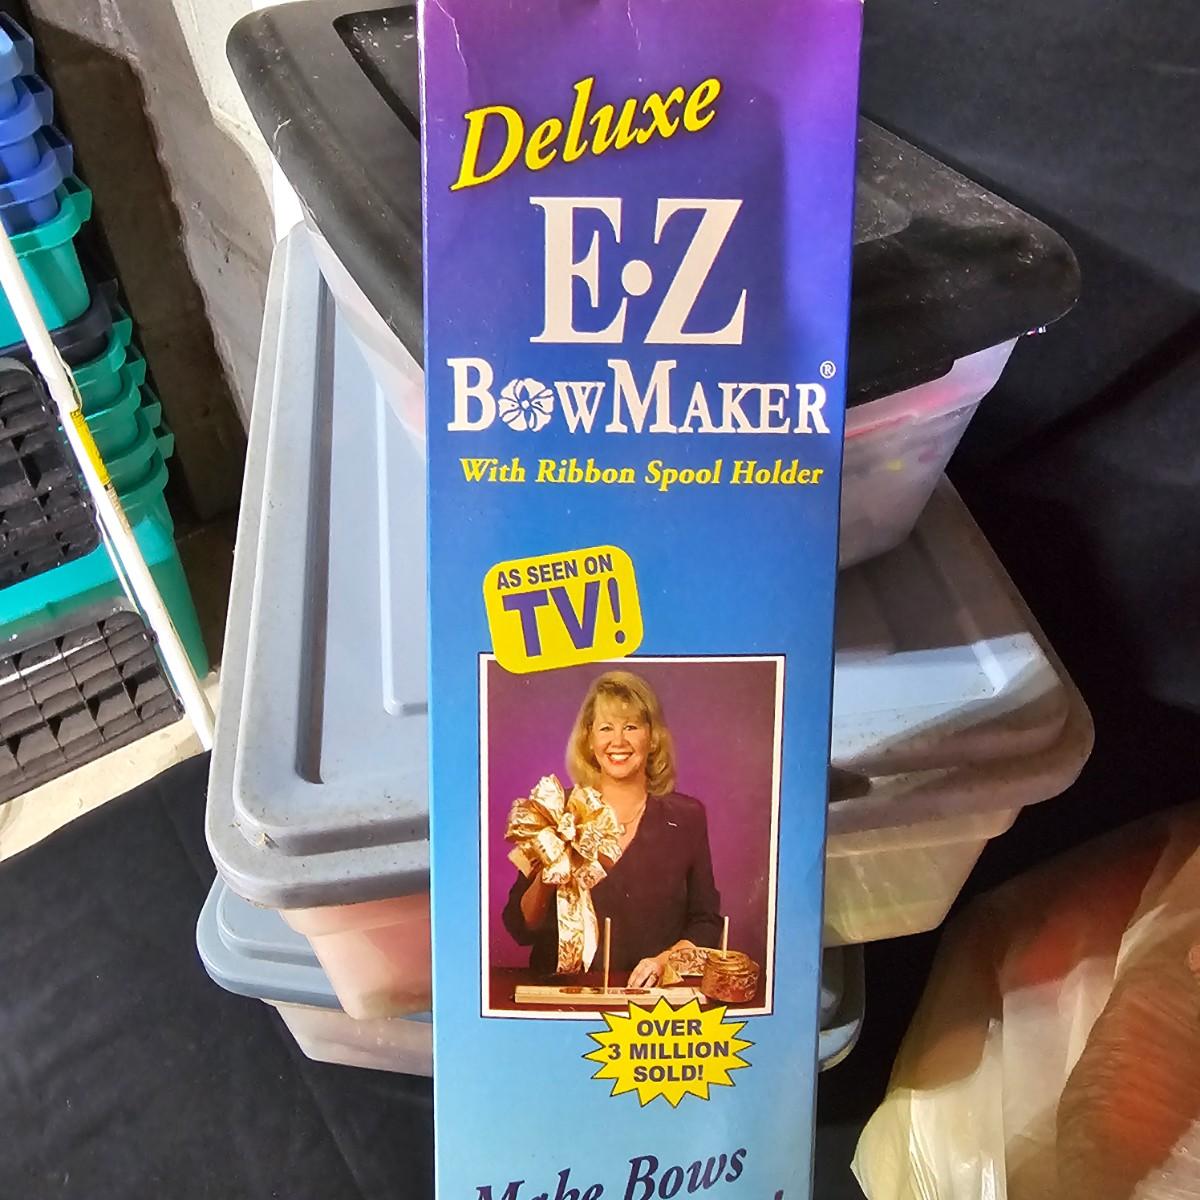 Deluxe
E·Z
BOWMAKER®
With Ribbon Spool Holder
AS SEEN ON
TV!
OVER
3 MILLION
SOLD!
Make Bows